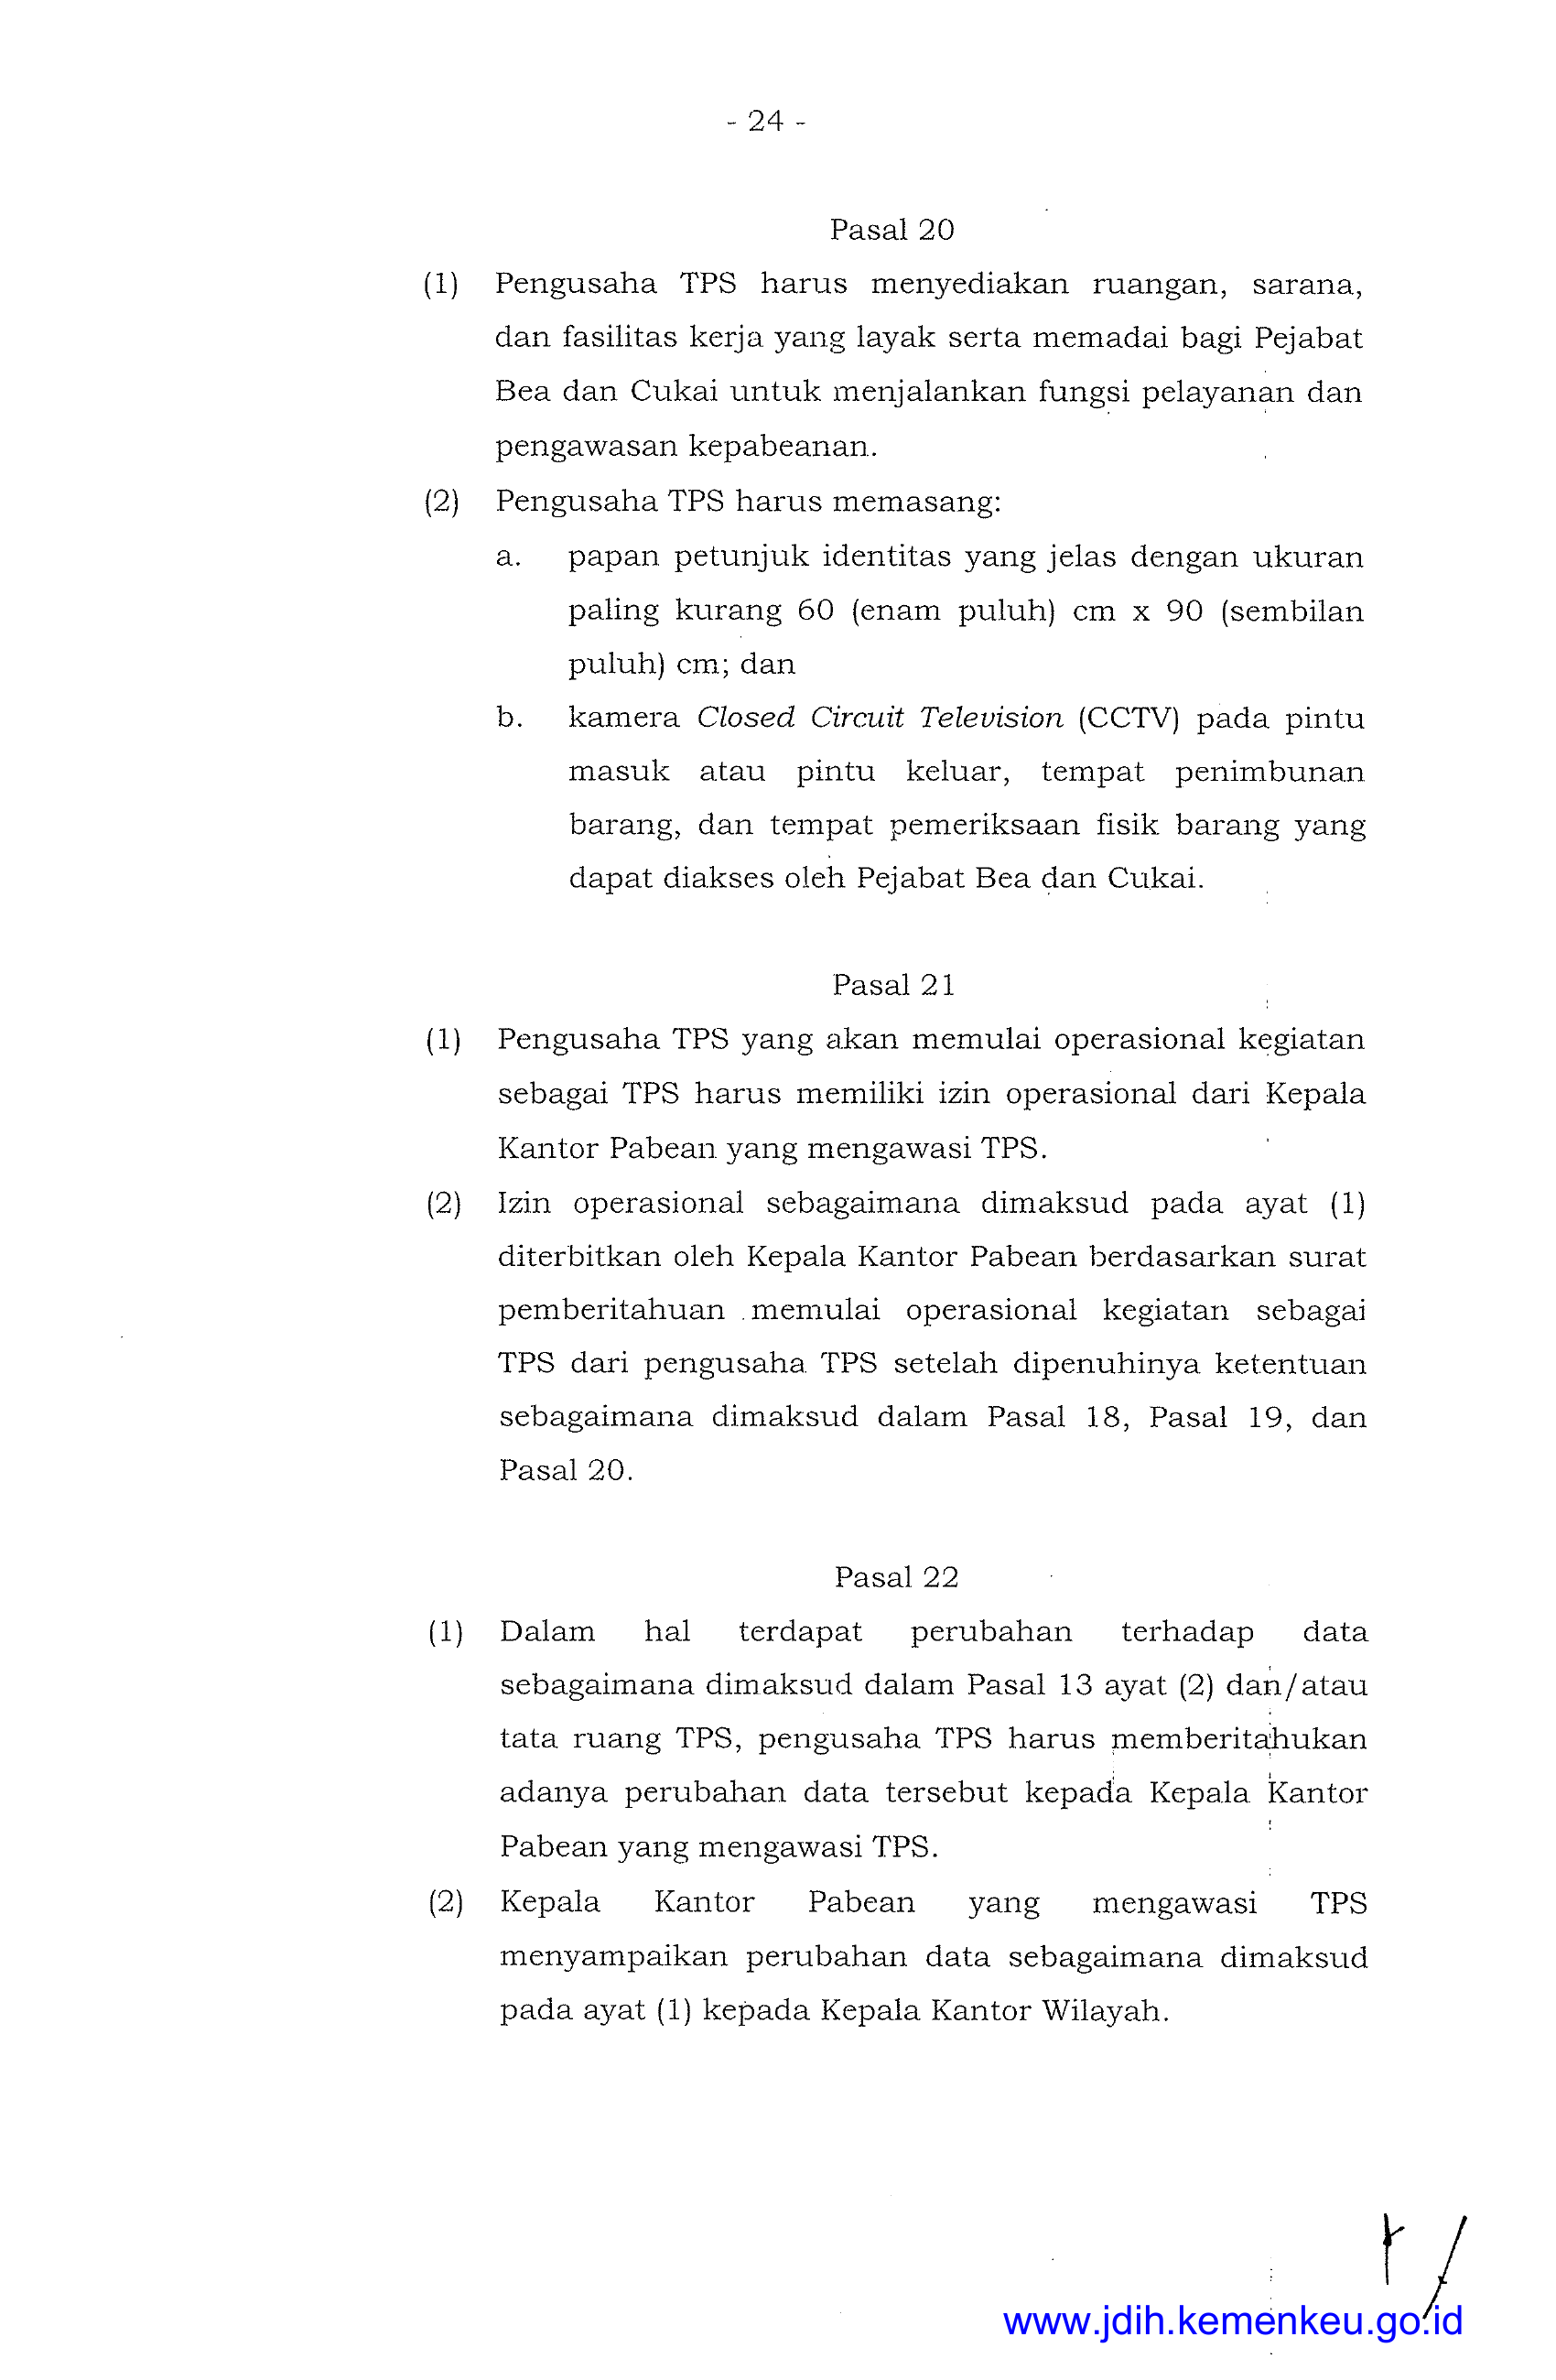 - 24 -
Pasal 20
(1) Pengusaha TPS harus menyediakan ruangan, sarana,
dan fasilitas kerja yang layak serta memadai bagi Pejabat
Bea dan Cukai untuk menjalankan fungsi pelayanan dan
pengawasan kepabeanan.
(2) Pengusaha TPS harus memasang:
a. papan petunjuk identitas yang jelas dengan ukuran
paling kurang 60 (enam puluh) cm x 90 (sembilan
puluh) cm; dan
b. kamera Closed Circuit Television (CCTV) pada pintu
masuk atau pintu keluar, tempat penimbunan
barang, dan tempat pemeriksaan fisik barang yang
dapat diakses oleh Pejabat Bea dan Cukai.
Pasal 21
(1) Pengusaha TPS yang akan memulai operasional kegiatan
sebagai TPS harus memiliki izin operasional dari Kepala
Kantor Pabean yang mengawasi TPS.
(2) Izin operasional sebagaimana dimaksud pada ayat (1)
diterbitkan oleh Kepala Kantor Pabean berdasarkan surat
pemberitahuan memulai operasional kegiatan sebagai
TPS dari pengusaha TPS setelah dipenuhinya ketentuan
sebagaimana dimaksud dalam Pasal 18, Pasal 19, dan
Pasal 20.
Pasal 22
(1) Dalam hal terdapat perubahan terhadap data
sebagaimana dimaksud dalam Pasal 13 ayat (2) dan/atau
tata ruang TPS, pengusaha TPS harus memberitahukan
adanya perubahan data tersebut kepada Kepala Kantor
Pabean yang mengawasi TPS.
(2) Kepala Kantor Pabean yang mengawasi TPS
menyampaikan perubahan data sebagaimana dimaksud
pada ayat (1) kepada Kepala Kantor Wilayah.
www.jdih.kemenkeu.go.id